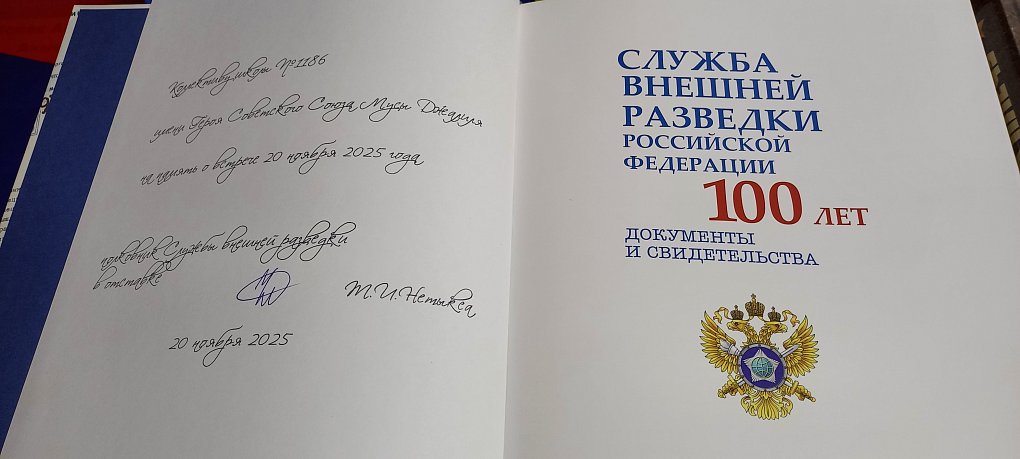 Колективу школы №1186
имени Героя Советского Союза Мусы Джалиля
на память о встрече 20 ноября 2025 года
полковник Службы внешней разведки
в отставке
Т.И.Нетыкса
20 ноября 2025
СЛУЖБА
ВНЕШНЕЙ
РАЗВЕДКИ
РОССИЙСКОЙ
ФЕДЕРАЦИИ
100 ЛЕТ
ДОКУМЕНТЫ
И СВИДЕТЕЛЬСТВА